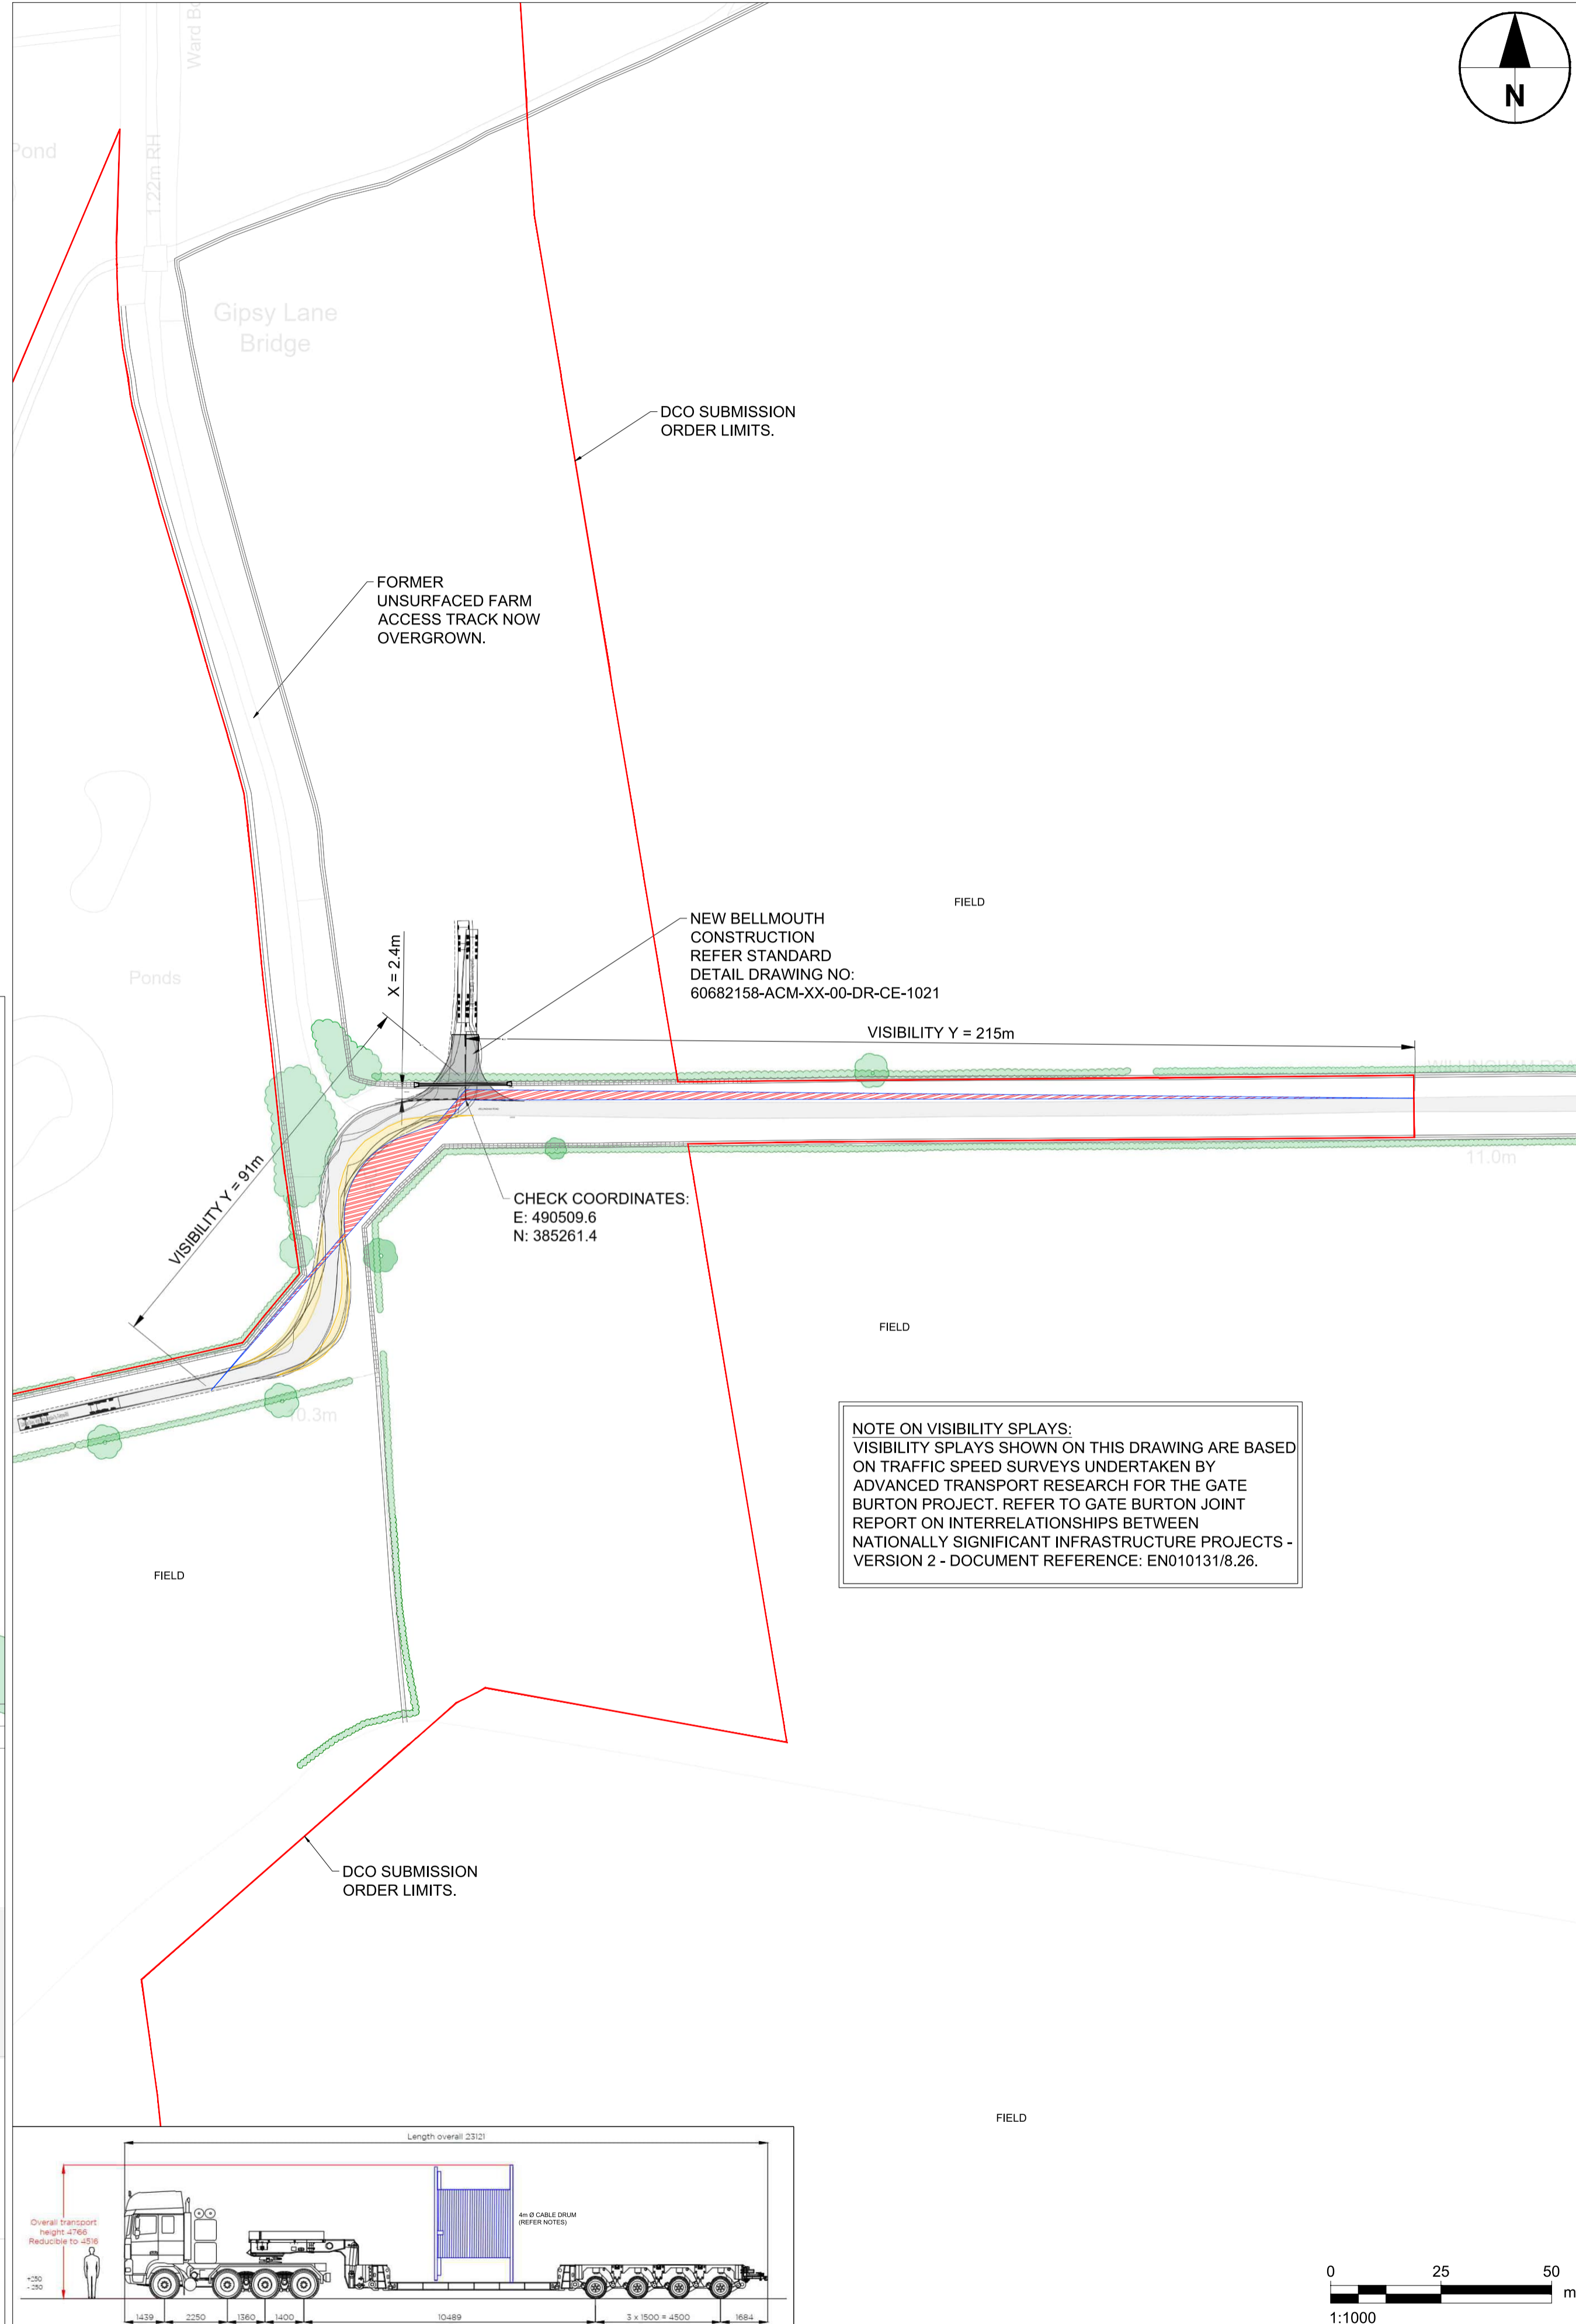 Pond
1.22m RH
N
Gipsy Lane
Bridge
DCO SUBMISSION
ORDER LIMITS.
FORMER
UNSURFACED FARM
ACCESS TRACK NOW
OVERGROWN.
FIELD
NEW BELLMOUTH
CONSTRUCTION
REFER STANDARD
DETAIL DRAWING NO:
60682158-ACM-XX-00-DR-CE-1021
X = 2.4m
Ponds
VISIBILITY Y = 215m
VISIBILITY Y = 91m
11.0m
CHECK COORDINATES:
E: 490509.6
N: 385261.4
FIELD
0.3m
NOTE ON VISIBILITY SPLAYS:
VISIBILITY SPLAYS SHOWN ON THIS DRAWING ARE BASED
ON TRAFFIC SPEED SURVEYS UNDERTAKEN BY
ADVANCED TRANSPORT RESEARCH FOR THE GATE
BURTON PROJECT. REFER TO GATE BURTON JOINT
REPORT ON INTERRELATIONSHIPS BETWEEN
NATIONALLY SIGNIFICANT INFRASTRUCTURE PROJECTS -
VERSION 2 - DOCUMENT REFERENCE: EN010131/8.26.
FIELD
DCO SUBMISSION
ORDER LIMITS.
FIELD
Length overall 23121
Overall transport
height 4766
Reducible to 4516
4m Ø CABLE DRUM
(REFER NOTES)
+250
- 250
1439 2250 1360 1400 10489 3 x 1500 = 4500 1684
0 25 50
m
1:1000